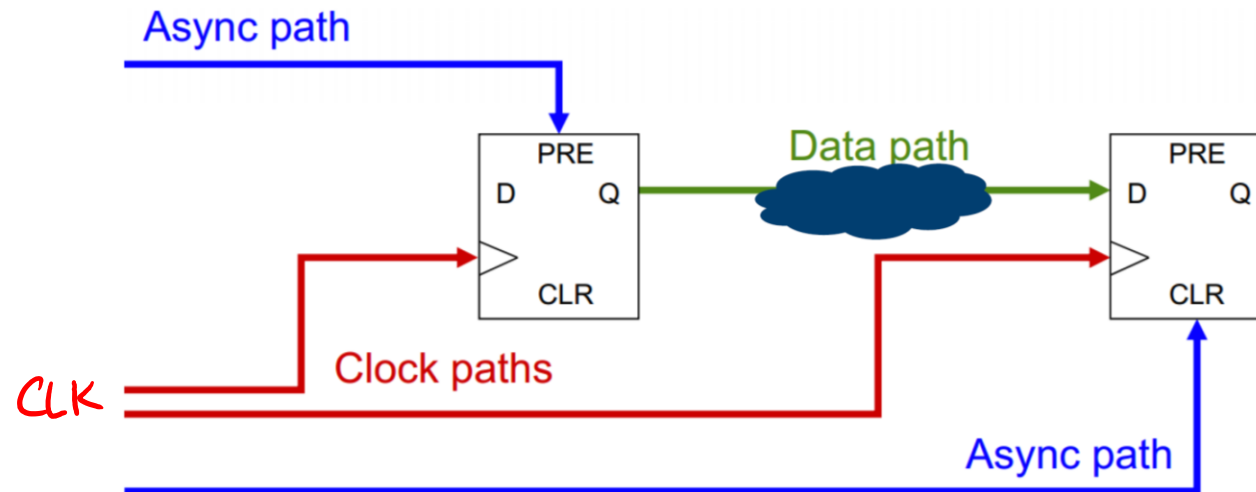 Async path
PRE
D Q
CLR
Data path
PRE
D Q
CLR
Clock paths
CLK
Async path